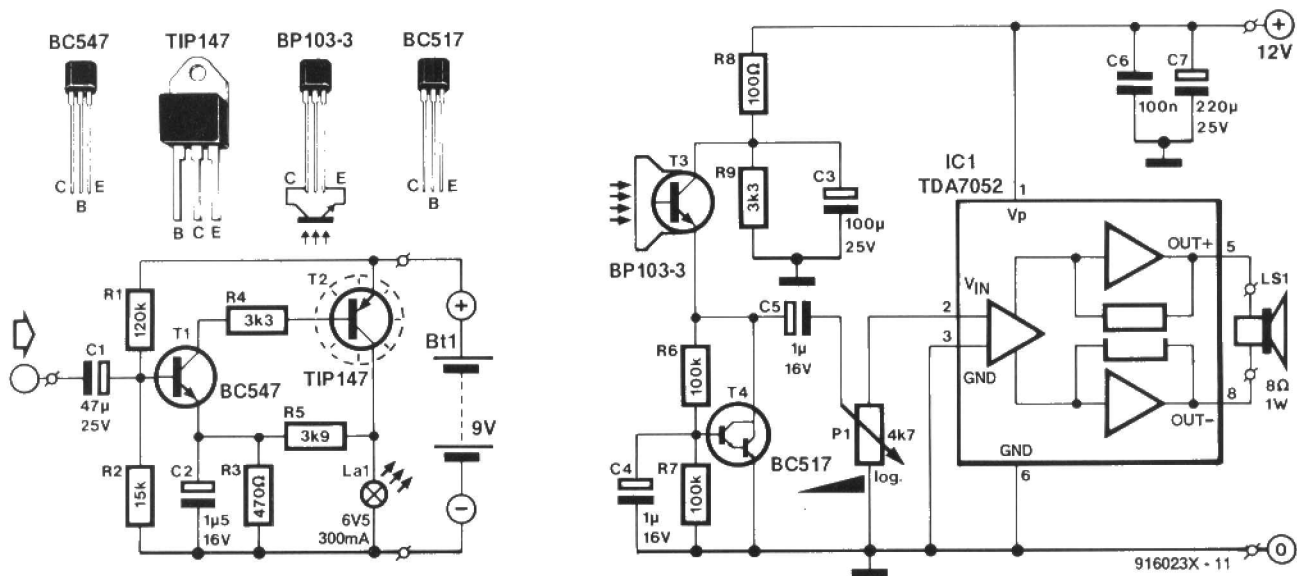 BC547
TIP147
BP103-3
BC517
C
B
E
B C E
C
E
C
B
E
R1
120k
R4
3k3
T2
T1
C1
47µ
25V
BC547
TIP147
Bt1
9V
R5
3k9
R2
15k
C2
1µ5
16V
R3
470Ω
La1
6V5
300mA
R8
100Ω
T3
R9
3k3
C3
100µ
25V
BP103-3
C5
1µ
16V
R6
100k
T4
BC517
C4
1µ
16V
R7
100k
P1
4k7
log.
12V
C6
100n
C7
220µ
25V
IC1
TDA7052
1
Vp
VIN
2
3
GND
OUT+
5
LS1
8Ω
1W
OUT−
8
GND
6
0
916023X - 11